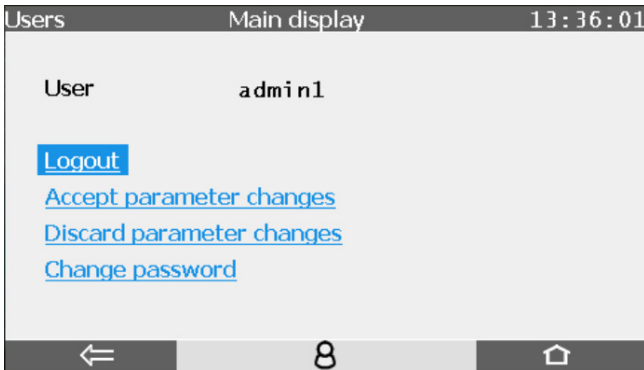 Users Main display 13:36:01
User admin1
Logout
Accept parameter changes
Discard parameter changes
Change password